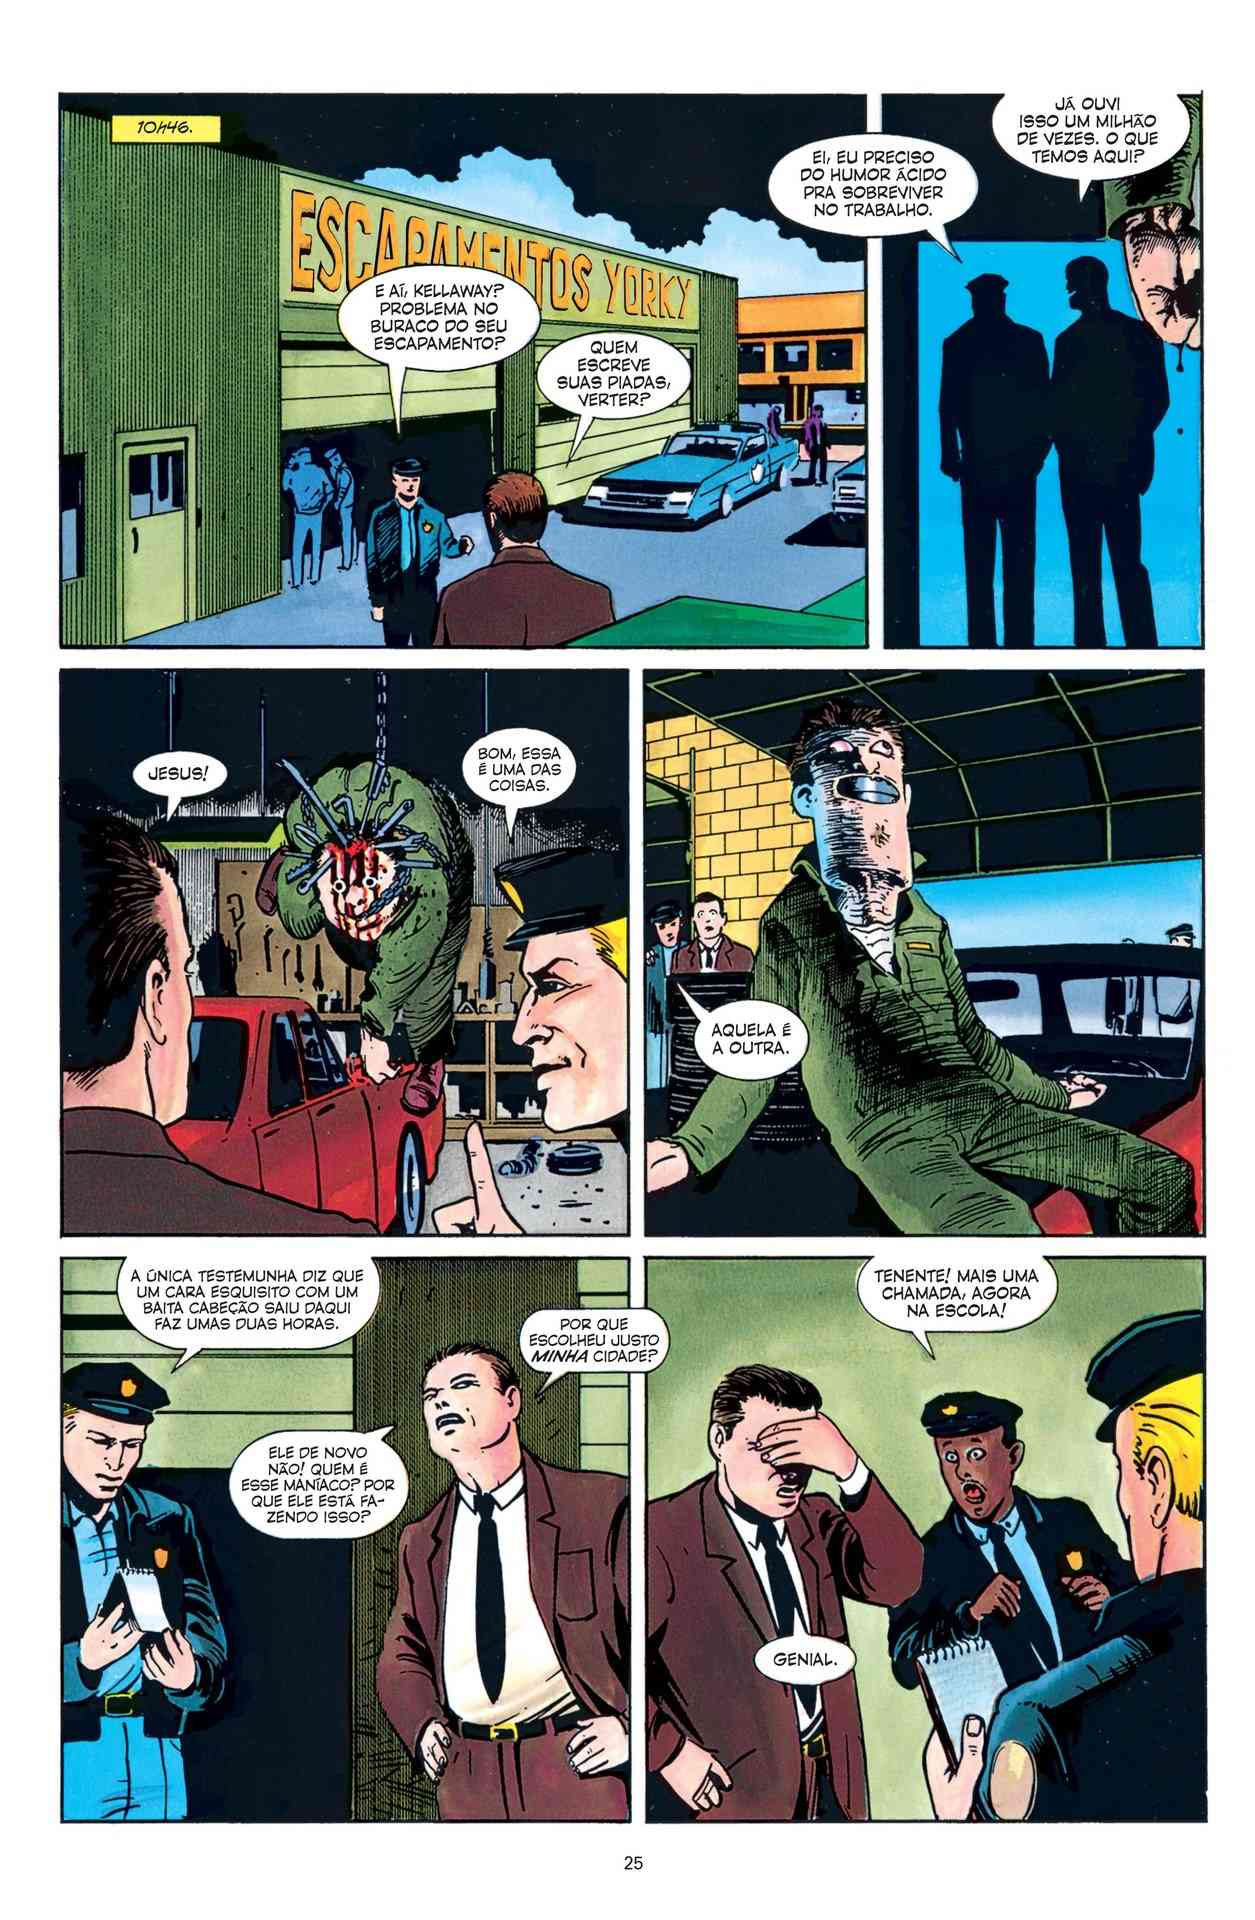 10H46.
ESCAPAMENTOS YORKY
E AÍ, KELLAWAY?
PROBLEMA NO
BURACO DO SEU
ESCAPAMENTO?
QUEM
ESCREVE
SUAS PIADAS,
VERTER?
EI, EU PRECISO
DO HUMOR ÁCIDO
PRA SOBREVIVER
NO TRABALHO.
JÁ OUVI
ISSO UM MILHÃO
DE VEZES. O QUE
TEMOS AQUI?
JESUS!
BOM, ESSA
É UMA DAS
COISAS.
AQUELA É
A OUTRA.
A ÚNICA TESTEMUNHA DIZ QUE
UM CARA ESQUISITO COM UM
BAITA CABEÇÃO SAIU DAQUI
FAZ UMAS DUAS HORAS.
ELE DE NOVO
NÃO! QUEM É
ESSE MANÍACO? POR
QUE ELE ESTÁ FA-
ZENDO ISSO?
POR QUE
ESCOLHEU JUSTO
MINHA CIDADE?
TENENTE! MAIS UMA
CHAMADA, AGORA
NA ESCOLA!
GENIAL.
25